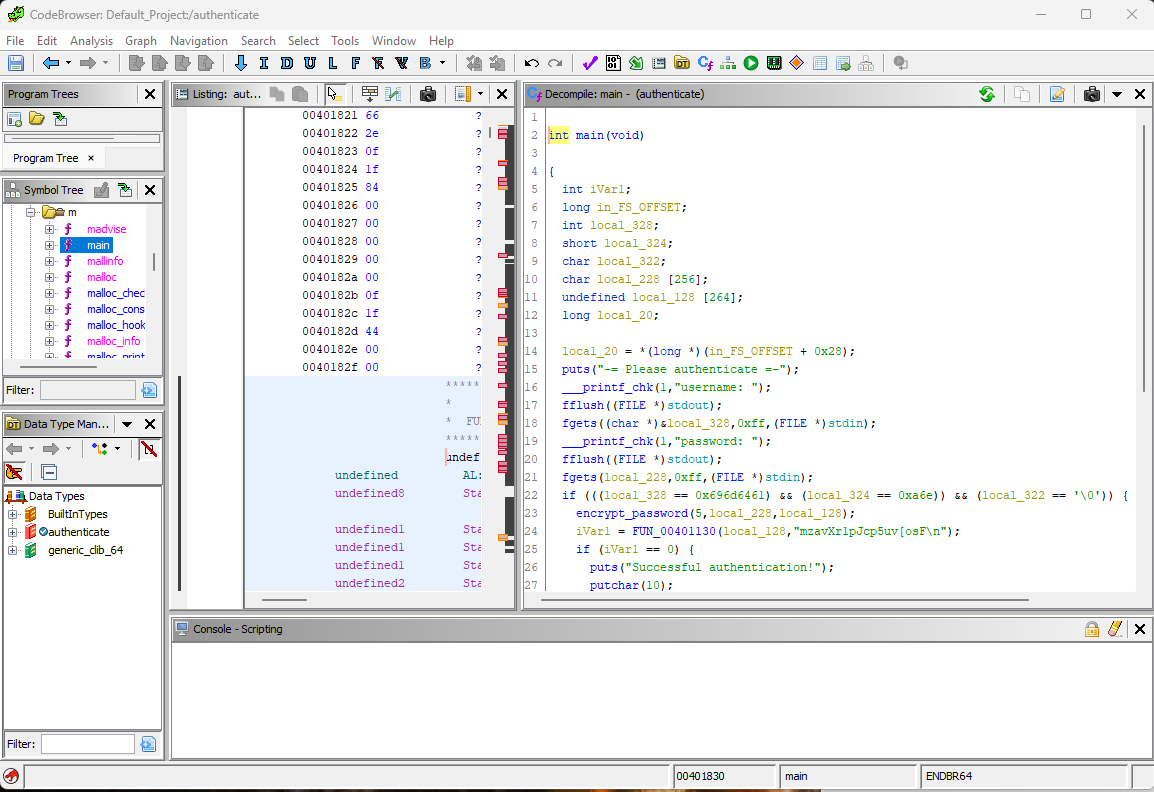 CodeBrowser: Default_Project:/authenticate
File Edit Analysis Graph Navigation Search Select Tools Window Help
I D U L F R V B
Program Trees
Program Tree ×
Symbol Tree
m
f madvise
f main
f mallinfo
f malloc
f malloc_chec
f malloc_cons
f malloc_hook
f malloc_info
f malloc_print
Filter:
DT Data Type Man...
Data Types
BuiltInTypes
authenticate
generic_clib_64
Filter:
Listing: aut...
00401821 66 ?
00401822 2e ?
00401823 0f ?
00401824 1f ?
00401825 84 ?
00401826 00 ?
00401827 00 ?
00401828 00 ?
00401829 00 ?
0040182a 00 ?
0040182b 0f ?
0040182c 1f ?
0040182d 44 ?
0040182e 00 ?
0040182f 00 ?
*****
*
* FU
*****
undef
undefined AL:
undefined8 Sta
undefined1 Sta
undefined1 Sta
undefined1 Sta
undefined2 Sta
Decompile: main - (authenticate)
1
2 int main(void)
3
4 {
5 int iVar1;
6 long in_FS_OFFSET;
7 int local_328;
8 short local_324;
9 char local_322;
10 char local_228 [256];
11 undefined local_128 [264];
12 long local_20;
13
14 local_20 = *(long *)(in_FS_OFFSET + 0x28);
15 puts("-= Please authenticate =-");
16 ___printf_chk(1,"username: ");
17 fflush((FILE *)stdout);
18 fgets((char *)&local_328,0xff,(FILE *)stdin);
19 ___printf_chk(1,"password: ");
20 fflush((FILE *)stdout);
21 fgets(local_228,0xff,(FILE *)stdin);
22 if (((local_328 == 0x696d6461) && (local_324 == 0xa6e)) && (local_322 == '\0')) {
23 encrypt_password(5,local_228,local_128);
24 iVar1 = FUN_00401130(local_128,"mzavXr1pJcp5uv[osF\n");
25 if (iVar1 == 0) {
26 puts("Successful authentication!");
27 putchar(10);
Console - Scripting
00401830 main ENDBR64